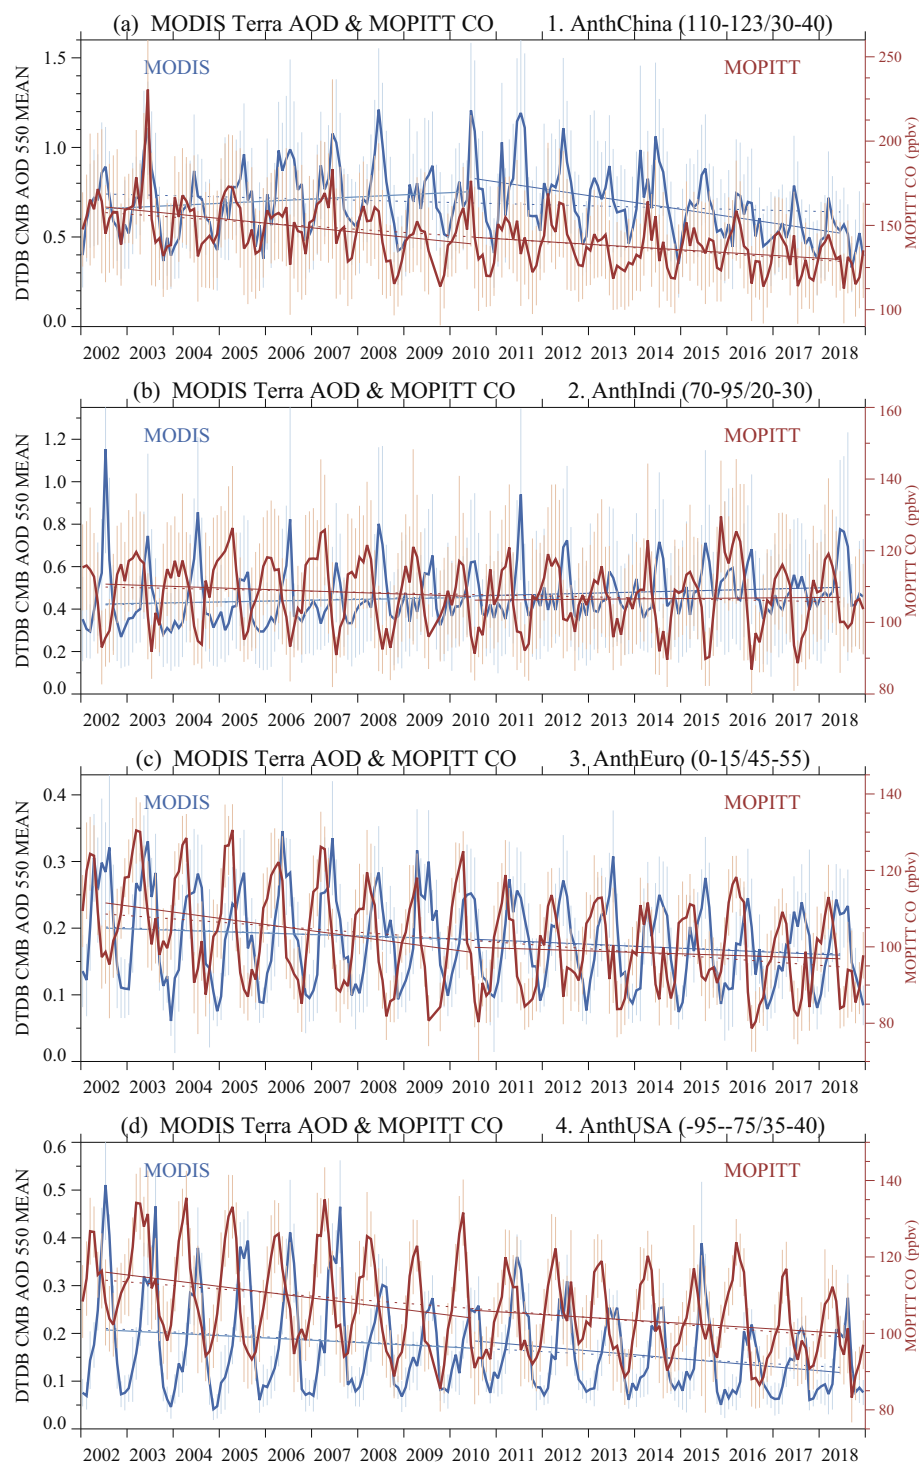 (a) MODIS Terra AOD & MOPITT CO 1. AnthChina (110-123/30-40)
MODIS MOPITT
DTDB CMB AOD 550 MEAN
1.5
1.0
0.5
0.0
250
200
150
100
MOPITT CO (ppbv)
2002 2003 2004 2005 2006 2007 2008 2009 2010 2011 2012 2013 2014 2015 2016 2017 2018
(b) MODIS Terra AOD & MOPITT CO 2. AnthIndi (70-95/20-30)
MODIS MOPITT
DTDB CMB AOD 550 MEAN
1.2
1.0
0.8
0.6
0.4
0.2
0.0
160
140
120
100
80
MOPITT CO (ppbv)
2002 2003 2004 2005 2006 2007 2008 2009 2010 2011 2012 2013 2014 2015 2016 2017 2018
(c) MODIS Terra AOD & MOPITT CO 3. AnthEuro (0-15/45-55)
MODIS MOPITT
DTDB CMB AOD 550 MEAN
0.4
0.3
0.2
0.1
0.0
140
120
100
80
MOPITT CO (ppbv)
2002 2003 2004 2005 2006 2007 2008 2009 2010 2011 2012 2013 2014 2015 2016 2017 2018
(d) MODIS Terra AOD & MOPITT CO 4. AnthUSA (-95--75/35-40)
MODIS MOPITT
DTDB CMB AOD 550 MEAN
0.6
0.5
0.4
0.3
0.2
0.1
0.0
140
120
100
80
MOPITT CO (ppbv)
2002 2003 2004 2005 2006 2007 2008 2009 2010 2011 2012 2013 2014 2015 2016 2017 2018